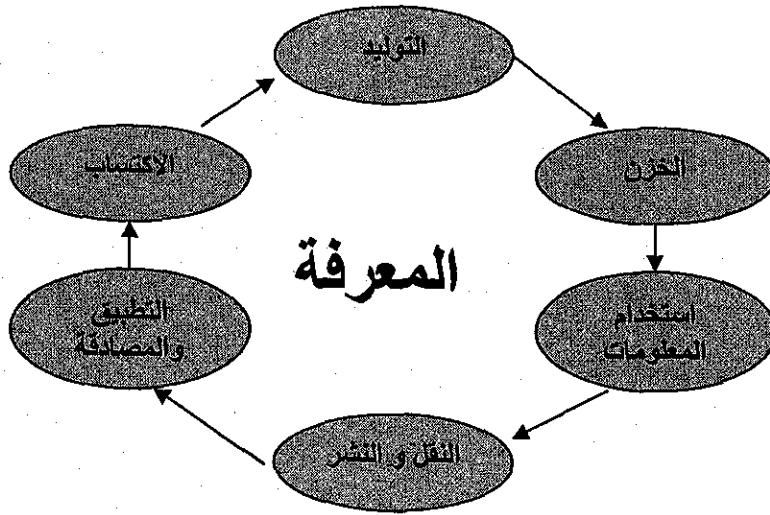 التوليد
الخزن
استخدام
المعلومات
النقل و النشر
التطبيق
والمصادقة
الاكتساب
المعرفة